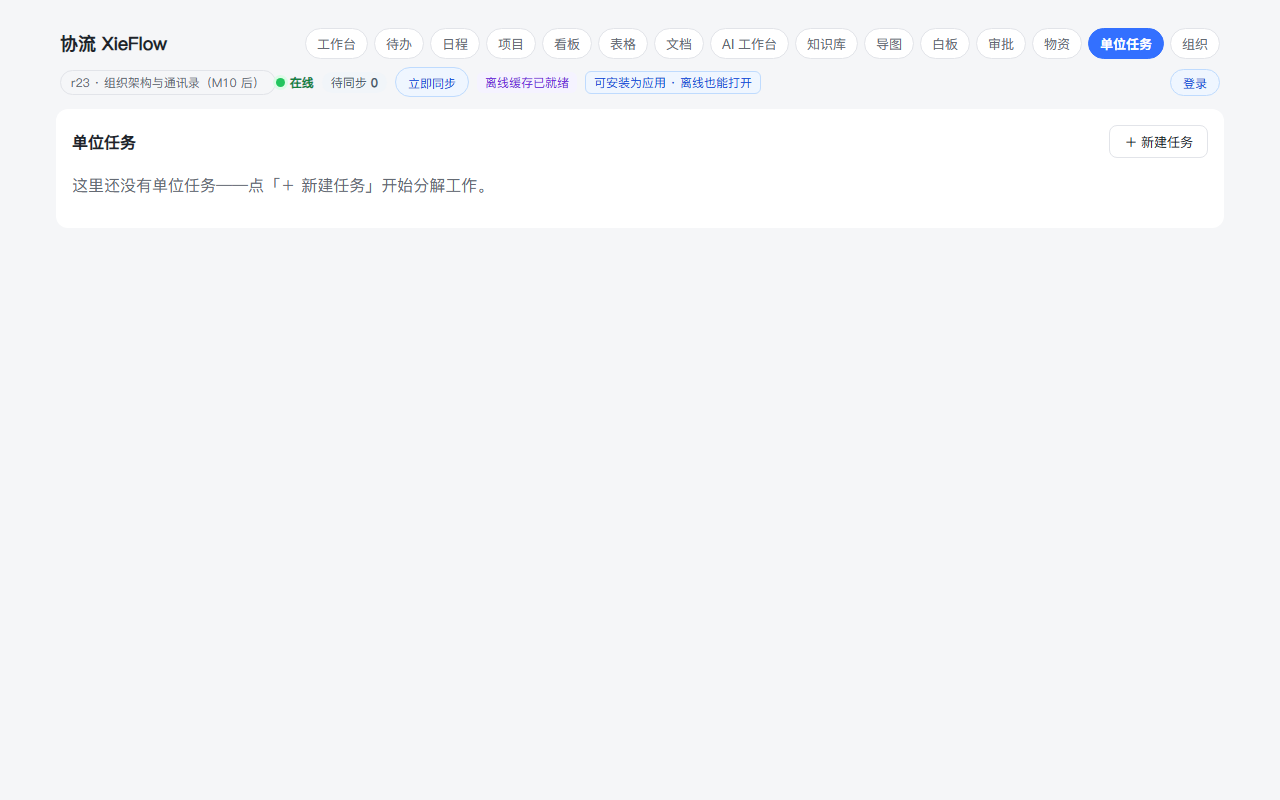 协流 XieFlow
工作台 待办 日程 项目 看板 表格 文档 AI 工作台 知识库 导图 白板 审批 物资 单位任务 组织
r23 · 组织架构与通讯录（M10 后） 在线 待同步 0 立即同步 离线缓存已就绪 可安装为应用 · 离线也能打开 登录
单位任务 ＋ 新建任务
这里还没有单位任务——点「＋ 新建任务」开始分解工作。